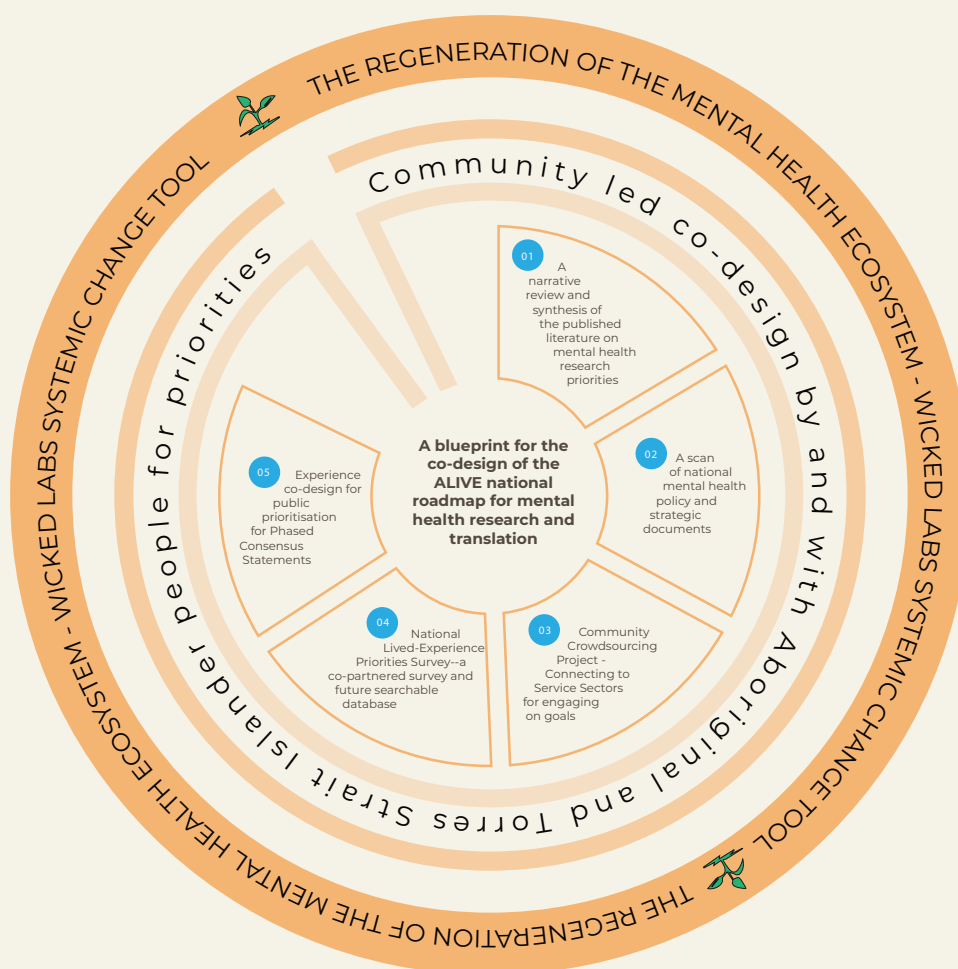 THE REGENERATION OF THE MENTAL HEALTH ECOSYSTEM - WICKED LABS SYSTEMIC CHANGE TOOL
THE REGENERATION OF THE MENTAL HEALTH ECOSYSTEM - WICKED LABS SYSTEMIC CHANGE TOOL
Community led co-design by and with Aboriginal and Torres Strait Islander people for priorities
01
A
narrative
review and
synthesis of
the published
literature on
mental health
research
priorities
02
A scan
of national
mental health
policy and
strategic
documents
03
Community
Crowdsourcing
Project -
Connecting to
Service Sectors
for engaging
on goals
04
National
Lived-Experience
Priorities Survey--a
co-partnered survey and
future searchable
database
05
Experience
co-design for
public
prioritisation
for Phased
Consensus
Statements
A blueprint for the
co-design of the
ALIVE national
roadmap for mental
health research and
translation